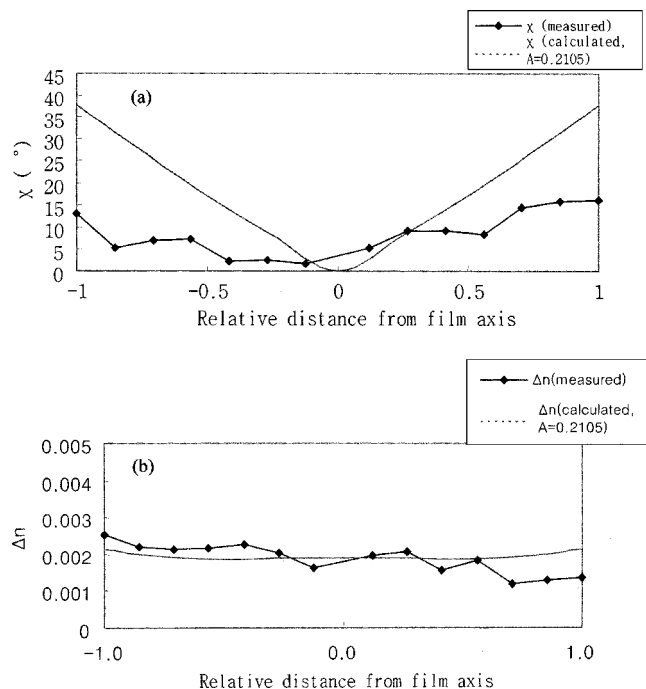 χ (measured)
χ (calculated,
A=0.2105)
(a)
45
40
35
30
25
20
15
10
5
0
χ ( °)
-1
-0.5
0
0.5
1
Relative distance from film axis
Δn(measured)
Δn(calculated,
A=0.2105)
(b)
0.005
0.004
0.003
0.002
0.001
0
Δn
-1.0
0.0
1.0
Relative distance from film axis